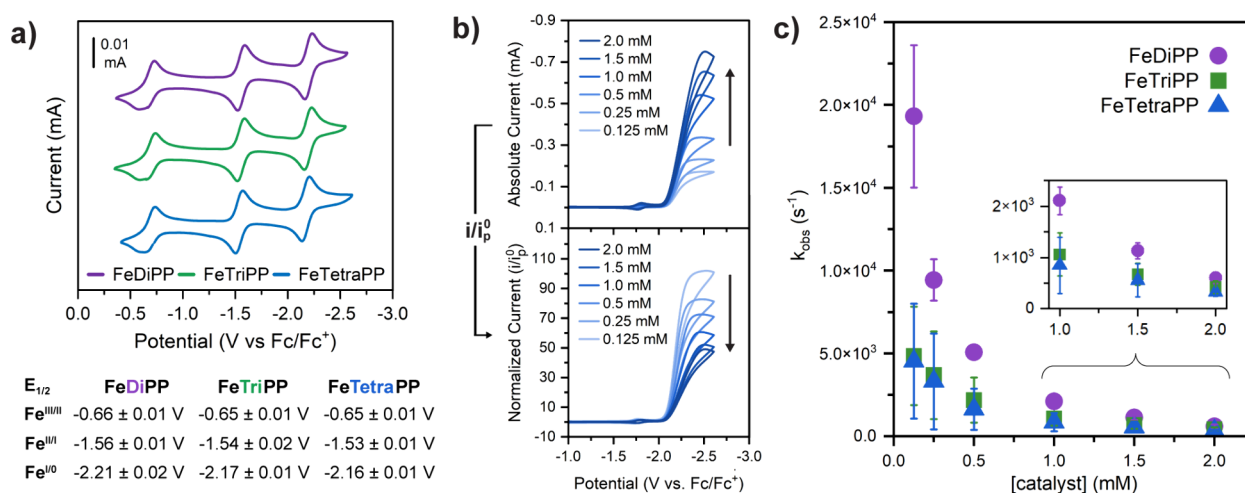 a)
0.01
mA
Current (mA)
FeDiPP FeTriPP FeTetraPP
0.0 -0.5 -1.0 -1.5 -2.0 -2.5 -3.0
Potential (V vs Fc/Fc⁺)
E₁/₂ FeDiPP FeTriPP FeTetraPP
Feᴵᴵᴵ/ᴵᴵ -0.66 ± 0.01 V -0.65 ± 0.01 V -0.65 ± 0.01 V
Feᴵᴵ/ᴵ -1.56 ± 0.01 V -1.54 ± 0.02 V -1.53 ± 0.01 V
Feᴵ/⁰ -2.21 ± 0.02 V -2.17 ± 0.01 V -2.16 ± 0.01 V
b)
i/iₚ⁰
Absolute Current (mA)
-0.9
-0.7
-0.5
-0.3
-0.1
0.1
2.0 mM
1.5 mM
1.0 mM
0.5 mM
0.25 mM
0.125 mM
Normalized Current (i/iₚ⁰)
110
90
70
50
30
10
-10
2.0 mM
1.5 mM
1.0 mM
0.5 mM
0.25 mM
0.125 mM
-1.0 -1.5 -2.0 -2.5 -3.0
Potential (V vs. Fc/Fc⁺)
c)
k_obs (s⁻¹)
2.5×10⁴
2.0×10⁴
1.5×10⁴
1.0×10⁴
5.0×10³
0.0
FeDiPP
FeTriPP
FeTetraPP
2×10³
1×10³
0
1.0 1.5 2.0
0.0 0.5 1.0 1.5 2.0
[catalyst] (mM)